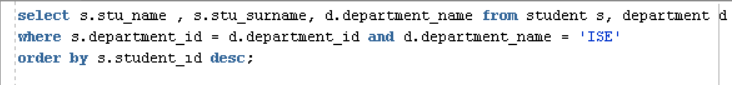 select s.stu_name , s.stu_surname, d.department_name from student s, department d
where s.department_id = d.department_id and d.department_name = 'ISE'
order by s.student_id desc;